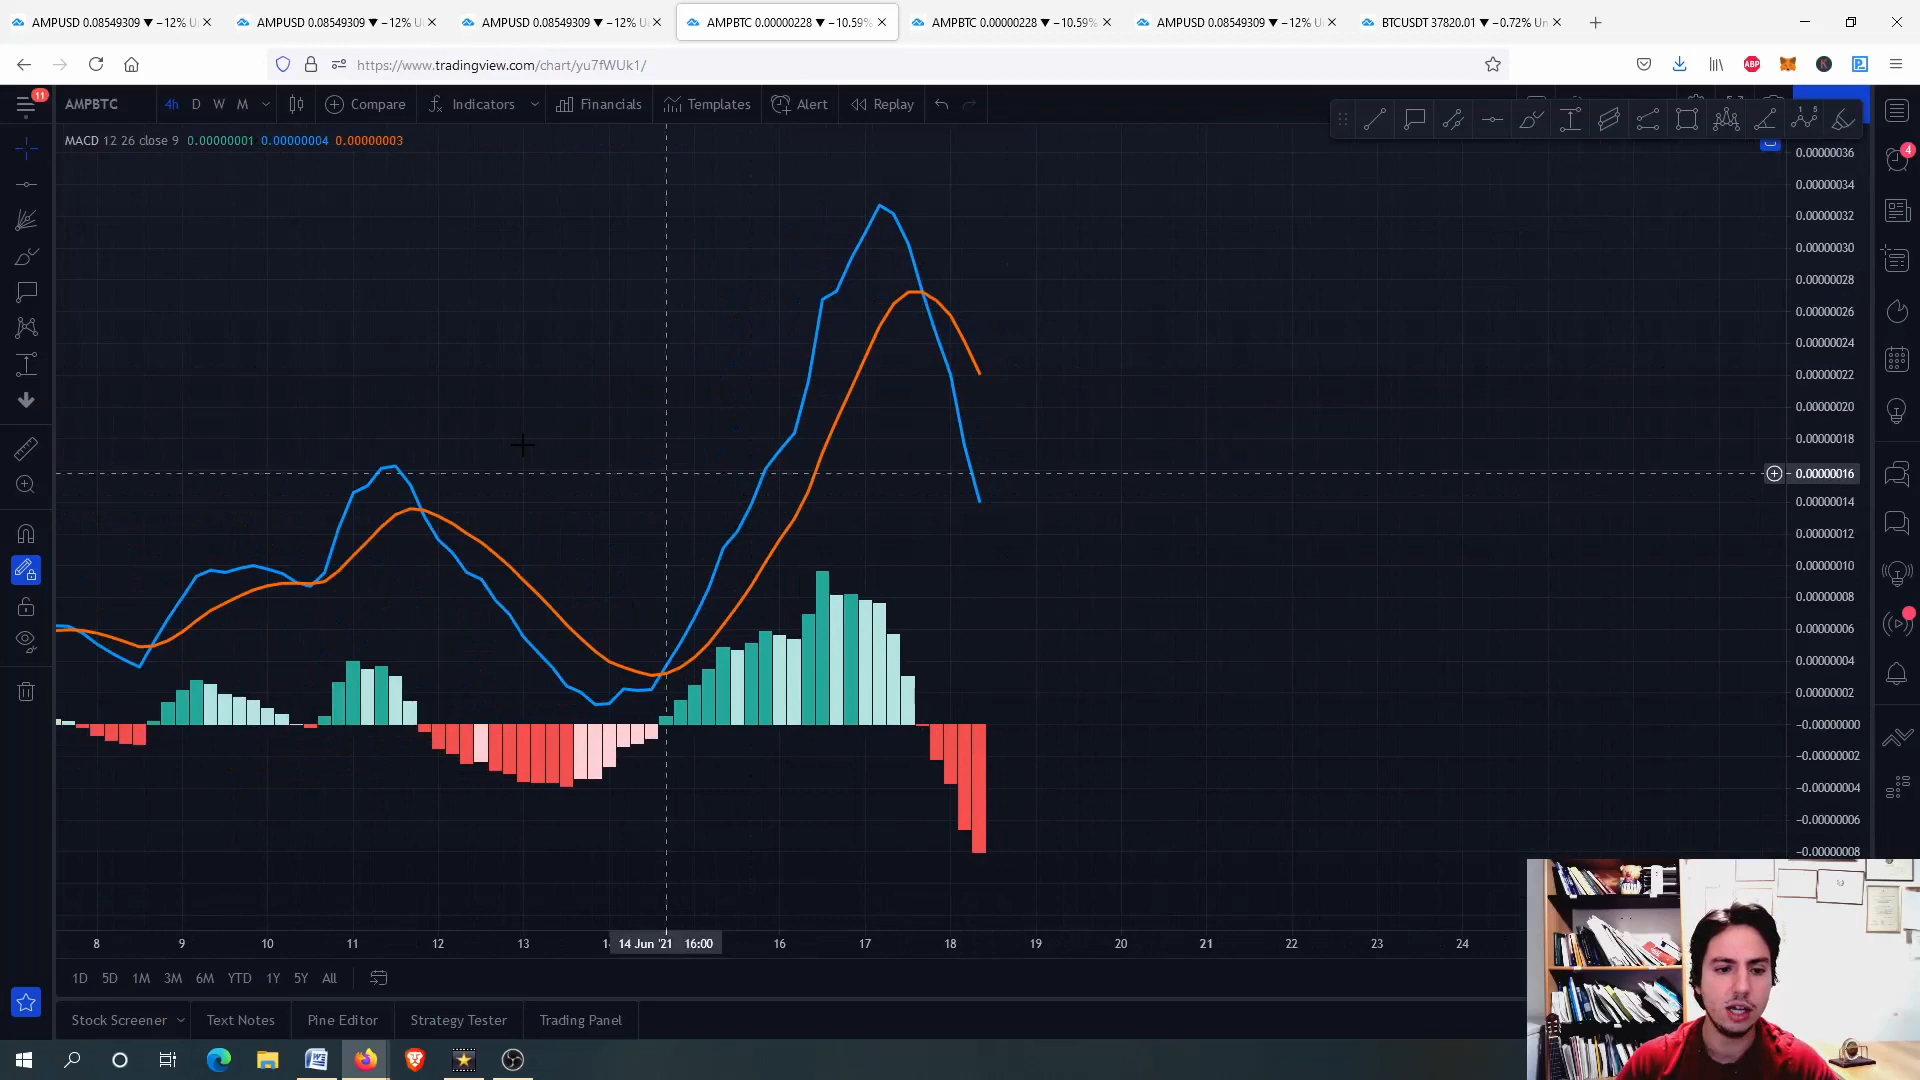 AMPUSD 0.08549309 ▼ −12% U
AMPUSD 0.08549309 ▼ −12% U
AMPUSD 0.08549309 ▼ −12% U
AMPBTC 0.00000228 ▼ −10.59%
AMPBTC 0.00000228 ▼ −10.59%
AMPUSD 0.08549309 ▼ −12% U
BTCUSDT 37820.01 ▼ −0.72% Un
https://www.tradingview.com/chart/yu7fWUk1/
ABP
K
11
AMPBTC
4h D W M
Compare
Indicators
Financials
Templates
Alert
Replay
MACD 12 26 close 9 0.00000001 0.00000004 0.00000003
4
0.00000036
0.00000034
0.00000032
0.00000030
0.00000028
0.00000026
0.00000024
0.00000022
0.00000020
0.00000018
0.00000016
0.00000014
0.00000012
0.00000010
0.00000008
0.00000006
0.00000004
0.00000002
−0.00000000
−0.00000002
−0.00000004
−0.00000006
−0.00000008
8 9 10 11 12 13 14 Jun '21 16:00 16 17 18 19 20 21 22 23 24
1D 5D 1M 3M 6M YTD 1Y 5Y All
Stock Screener
Text Notes
Pine Editor
Strategy Tester
Trading Panel